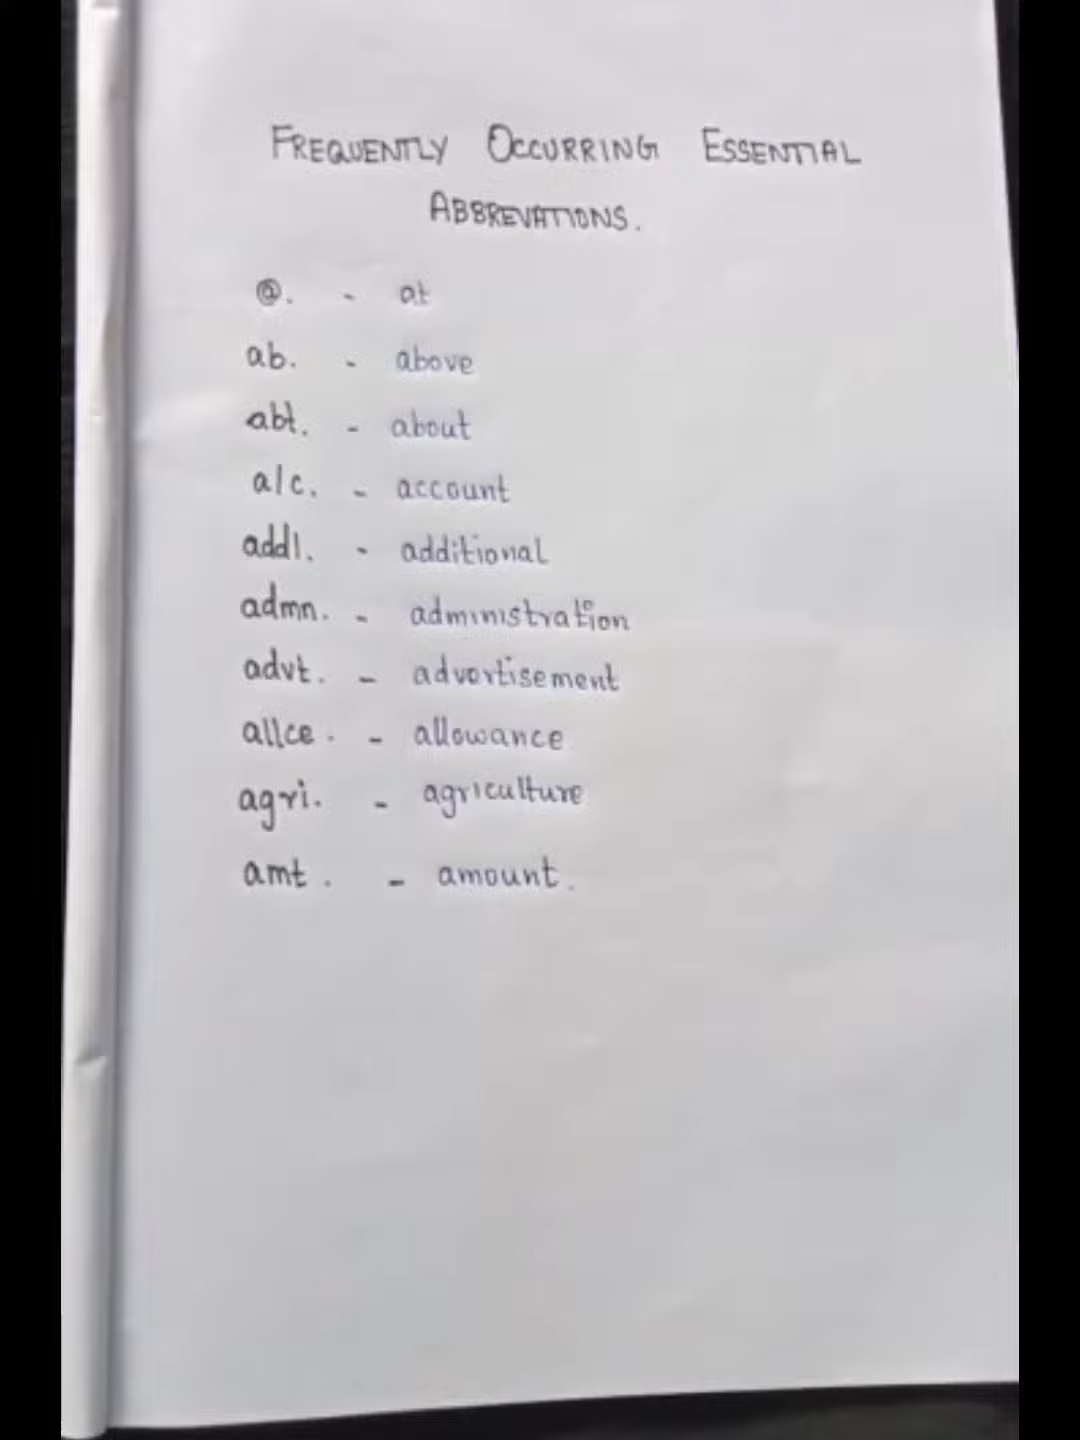 FREQUENTLY OCCURRING ESSENTIAL
ABBREVATIONS.
@. - at
ab. - above
abt. - about
a/c. - account
addl. - additional
admn. - administration
advt. - advertisement
allce. - allowance
agri. - agriculture
amt. - amount.